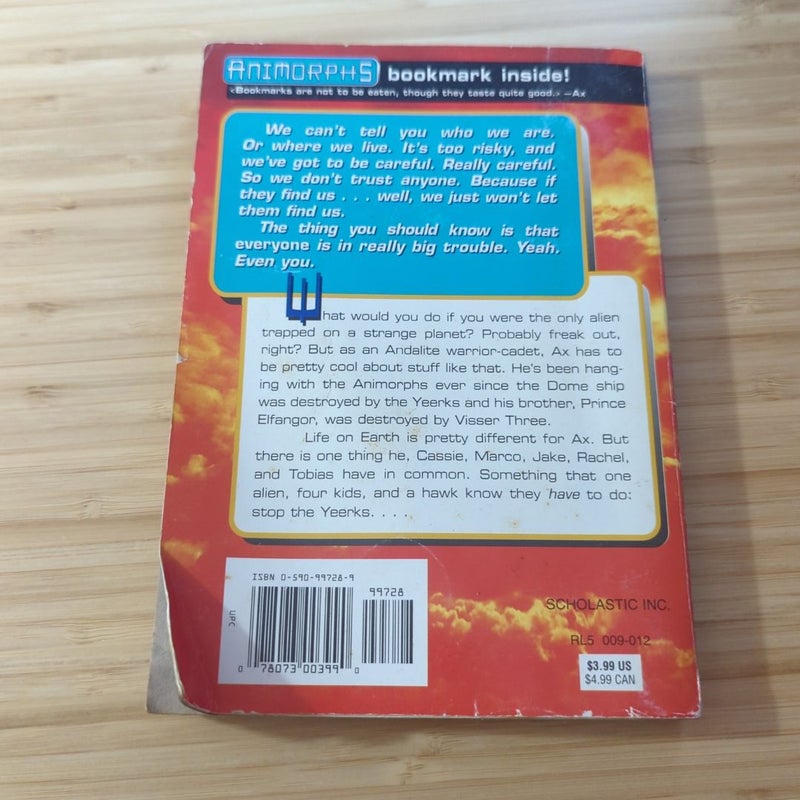 ANIMORPHS bookmark inside!
<Bookmarks are not to be eaten, though they taste quite good.> —Ax
We can't tell you who we are.
Or where we live. It's too risky, and
we've got to be careful. Really careful.
So we don't trust anyone. Because if
they find us . . . well, we just won't let
them find us.
The thing you should know is that
everyone is in really big trouble. Yeah.
Even you.
What would you do if you were the only alien
trapped on a strange planet? Probably freak out,
right? But as an Andalite warrior-cadet, Ax has to
be pretty cool about stuff like that. He's been hang-
ing with the Animorphs ever since the Dome ship
was destroyed by the Yeerks and his brother, Prince
Elfangor, was destroyed by Visser Three.
Life on Earth is pretty different for Ax. But
there is one thing he, Cassie, Marco, Jake, Rachel,
and Tobias have in common. Something that one
alien, four kids, and a hawk know they have to do:
stop the Yeerks. . . .
ISBN 0-590-99728-9
99728
UPC
0 78073 00399 0
SCHOLASTIC INC.
RL5 009-012
$3.99 US
$4.99 CAN